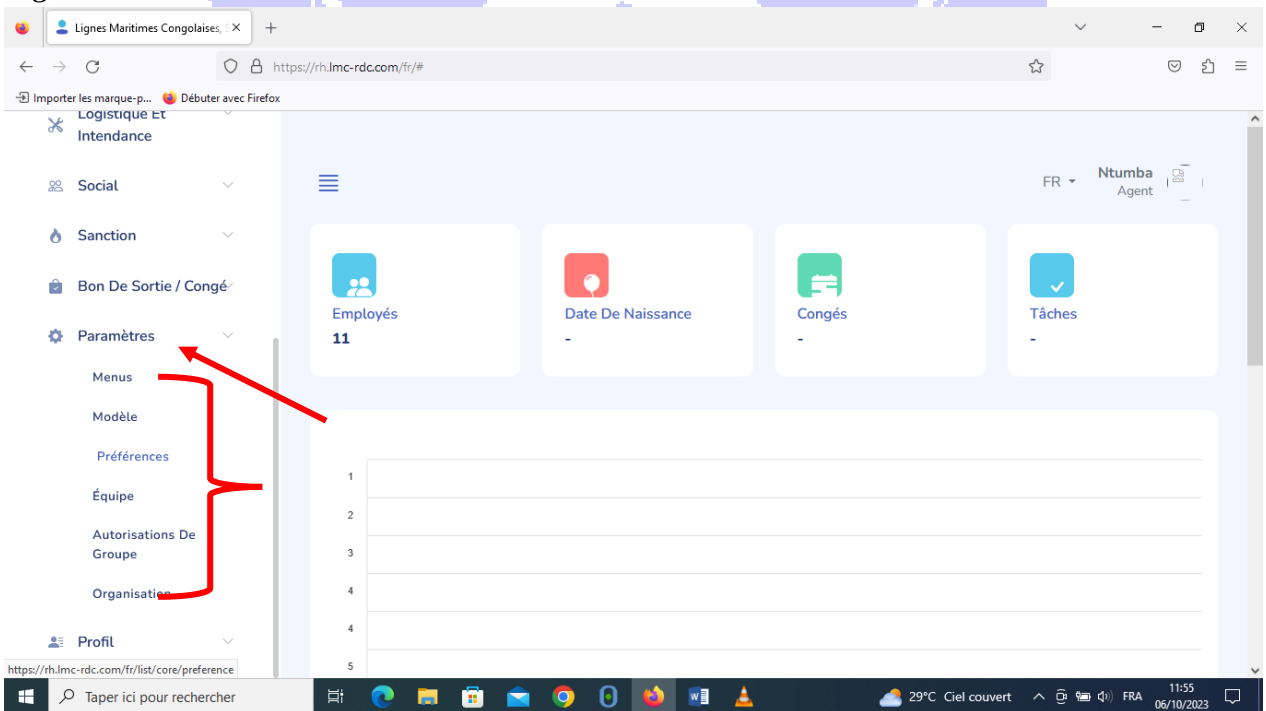 Lignes Maritimes Congolaises, S
https://rh.lmc-rdc.com/fr/#
Importer les marque-p...
Débuter avec Firefox
Logistique Et
Intendance
Social
Sanction
Bon De Sortie / Congé
Paramètres
Menus
Modèle
Préférences
Équipe
Autorisations De
Groupe
Organisation
Profil
https://rh.lmc-rdc.com/fr/list/core/preference
FR
Ntumba
Agent
Employés
11
Date De Naissance
-
Congés
-
Tâches
-
1
2
3
4
4
5
Taper ici pour rechercher
29°C Ciel couvert
FRA
11:55
06/10/2023